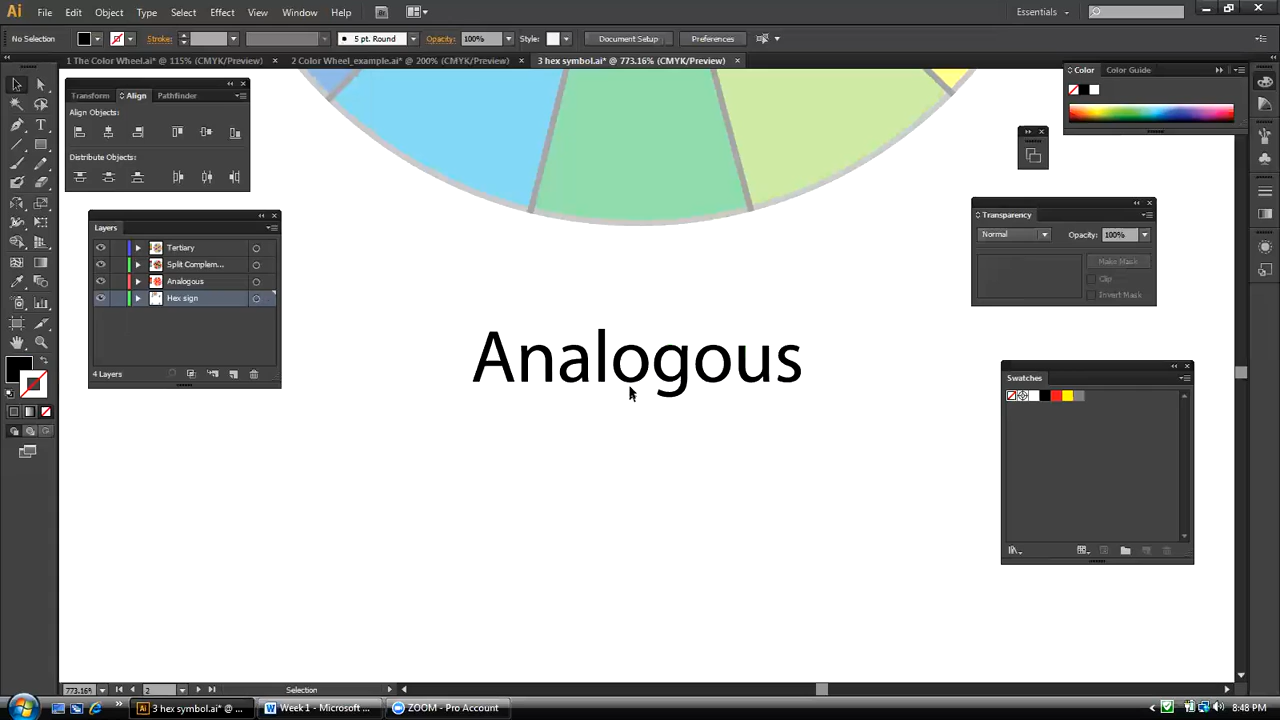 Ai File Edit Object Type Select Effect View Window Help Br Essentials
No Selection Stroke: 5 pt. Round Opacity: 100% Style: Document Setup Preferences
1 The Color Wheel.ai* @ 115% (CMYK/Preview) × 2 Color Wheel_example.ai* @ 200% (CMYK/Preview) × 3 hex symbol.ai* @ 773.16% (CMYK/Preview) ×
Transform Align Pathfinder
Align Objects:
Distribute Objects:
Color Color Guide
Layers
Tertiary
Split Complem...
Analogous
Hex sign
4 Layers
Transparency
Normal Opacity: 100%
Make Mask
Clip
Invert Mask
Analogous
Swatches
773.16% 2 Selection
3 hex symbol.ai* @ ... Week 1 - Microsoft ... ZOOM - Pro Account 8:48 PM